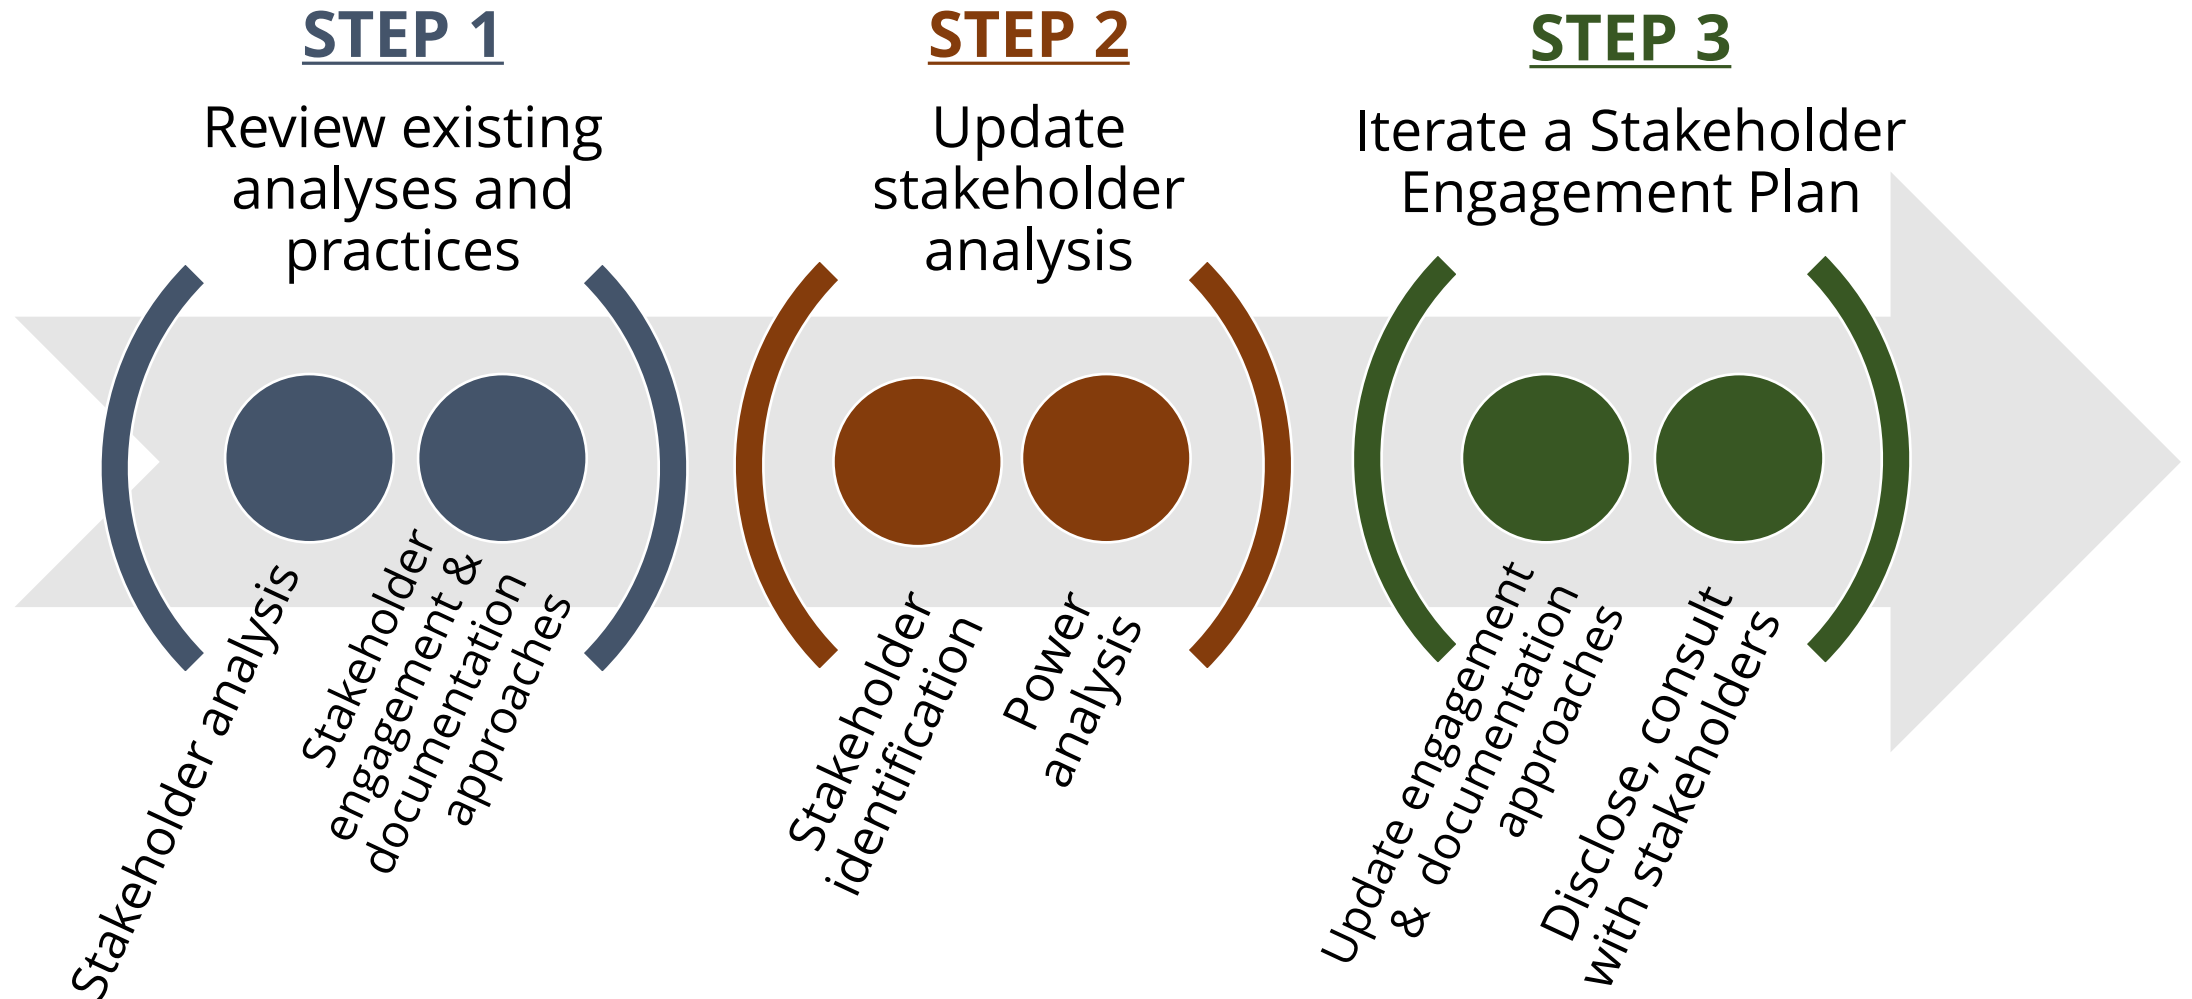 STEP 1
Review existing
analyses and
practices
Stakeholder analysis
Stakeholder
engagement &
documentation
approaches
STEP 2
Update
stakeholder
analysis
Stakeholder
identification
Power
analysis
STEP 3
Iterate a Stakeholder
Engagement Plan
Update engagement
& documentation
approaches
Disclose, consult
with stakeholders